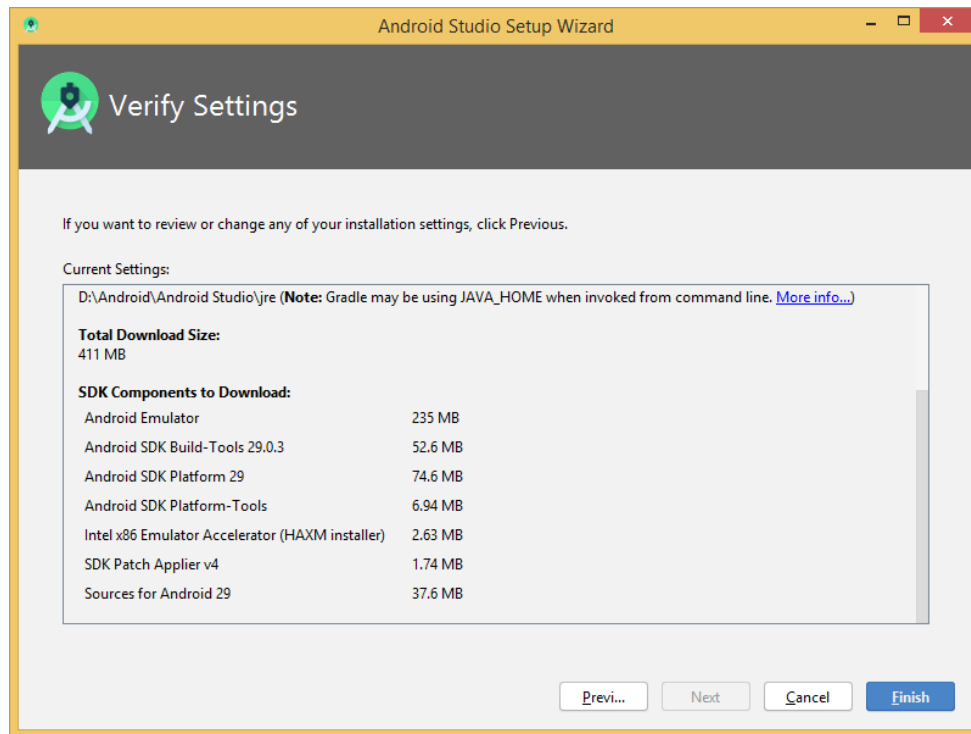 Android Studio Setup Wizard
Verify Settings
If you want to review or change any of your installation settings, click Previous.
Current Settings:
D:\Android\Android Studio\jre (Note: Gradle may be using JAVA_HOME when invoked from command line. More info...)
Total Download Size:
411 MB
SDK Components to Download:
Android Emulator 235 MB
Android SDK Build-Tools 29.0.3 52.6 MB
Android SDK Platform 29 74.6 MB
Android SDK Platform-Tools 6.94 MB
Intel x86 Emulator Accelerator (HAXM installer) 2.63 MB
SDK Patch Applier v4 1.74 MB
Sources for Android 29 37.6 MB
Previ... Next Cancel Finish